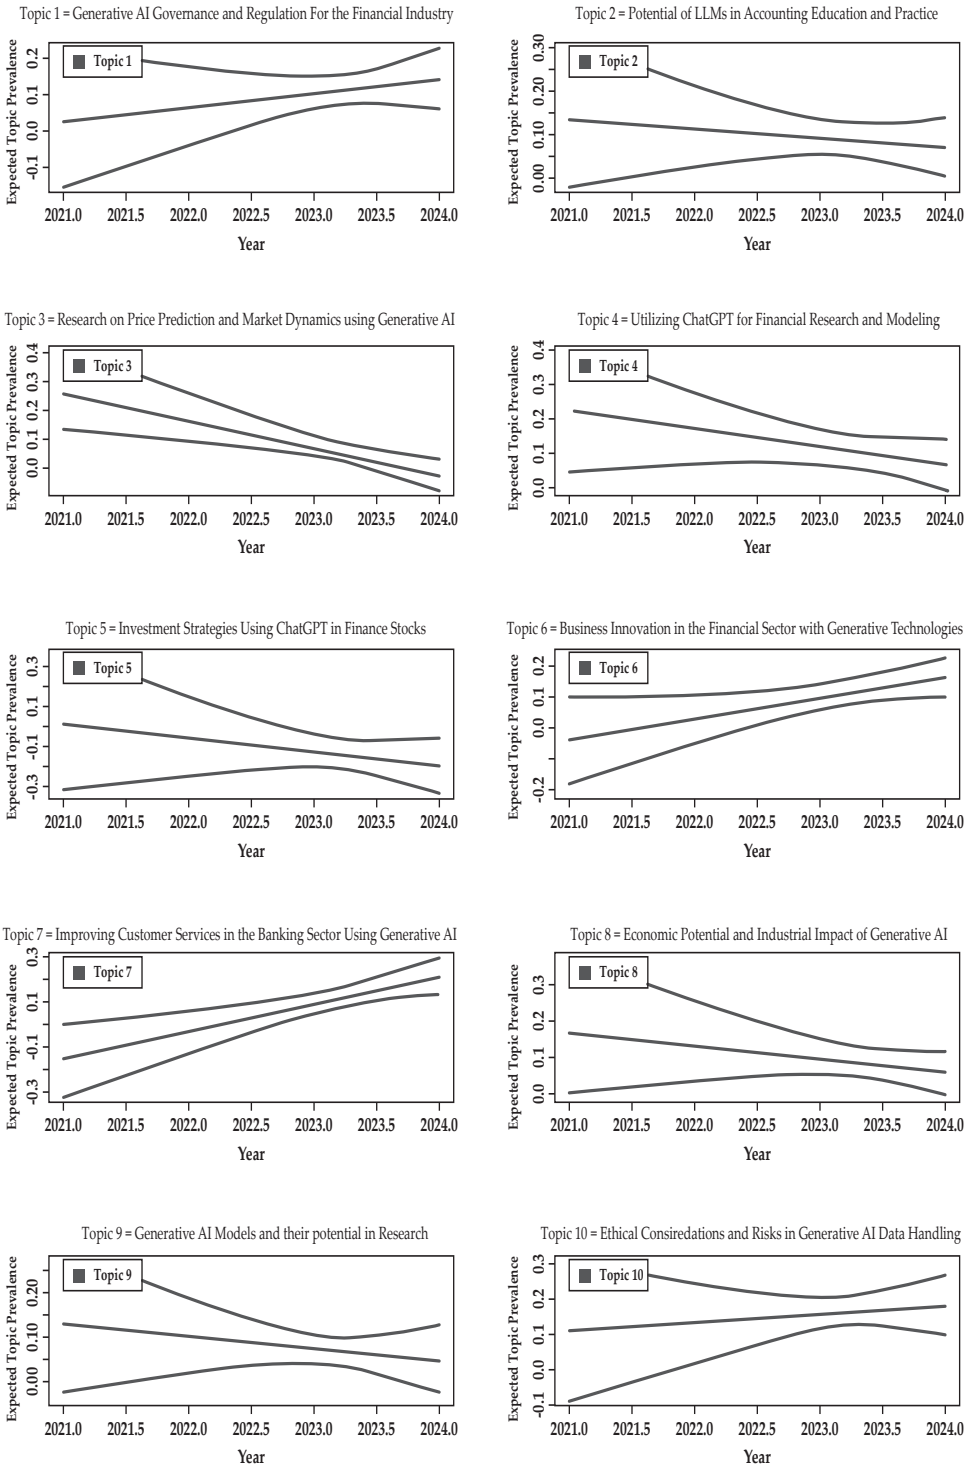 Topic 1 = Generative AI Governance and Regulation For the Financial Industry
Expected Topic Prevalence
0.2
0.1
0.0
-0.1
Topic 1
2021.0 2021.5 2022.0 2022.5 2023.0 2023.5 2024.0
Year
Topic 2 = Potential of LLMs in Accounting Education and Practice
Expected Topic Prevalence
0.30
0.20
0.10
0.00
Topic 2
2021.0 2021.5 2022.0 2022.5 2023.0 2023.5 2024.0
Year
Topic 3 = Research on Price Prediction and Market Dynamics using Generative AI
Expected Topic Prevalence
0.4
0.3
0.2
0.1
0.0
Topic 3
2021.0 2021.5 2022.0 2022.5 2023.0 2023.5 2024.0
Year
Topic 4 = Utilizing ChatGPT for Financial Research and Modeling
Expected Topic Prevalence
0.4
0.3
0.2
0.1
0.0
Topic 4
2021.0 2021.5 2022.0 2022.5 2023.0 2023.5 2024.0
Year
Topic 5 = Investment Strategies Using ChatGPT in Finance Stocks
Expected Topic Prevalence
0.3
0.1
-0.1
-0.3
Topic 5
2021.0 2021.5 2022.0 2022.5 2023.0 2023.5 2024.0
Year
Topic 6 = Business Innovation in the Financial Sector with Generative Technologies
Expected Topic Prevalence
0.2
0.1
0.0
-0.2
Topic 6
2021.0 2021.5 2022.0 2022.5 2023.0 2023.5 2024.0
Year
Topic 7 = Improving Customer Services in the Banking Sector Using Generative AI
Expected Topic Prevalence
0.3
0.1
-0.1
-0.3
Topic 7
2021.0 2021.5 2022.0 2022.5 2023.0 2023.5 2024.0
Year
Topic 8 = Economic Potential and Industrial Impact of Generative AI
Expected Topic Prevalence
0.3
0.2
0.1
0.0
Topic 8
2021.0 2021.5 2022.0 2022.5 2023.0 2023.5 2024.0
Year
Topic 9 = Generative AI Models and their potential in Research
Expected Topic Prevalence
0.20
0.10
0.00
Topic 9
2021.0 2021.5 2022.0 2022.5 2023.0 2023.5 2024.0
Year
Topic 10 = Ethical Consiredations and Risks in Generative AI Data Handling
Expected Topic Prevalence
0.3
0.2
0.1
0.0
-0.1
Topic 10
2021.0 2021.5 2022.0 2022.5 2023.0 2023.5 2024.0
Year